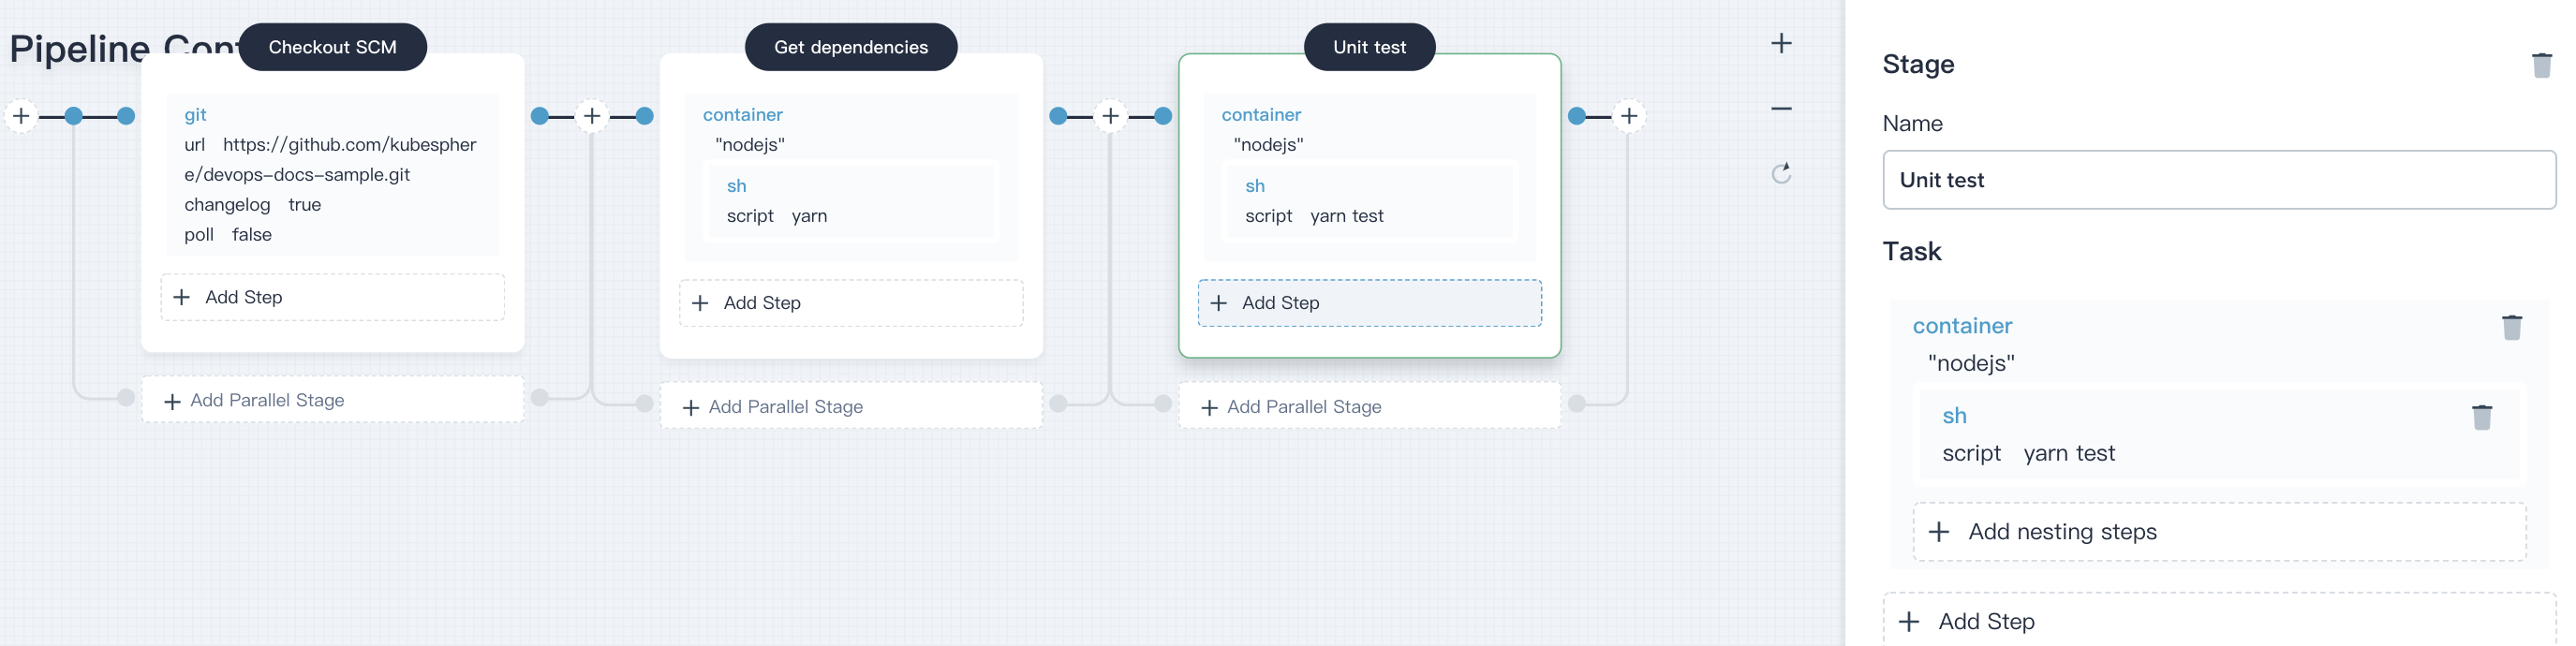 Pipeline Con
Checkout SCM
git
url https://github.com/kubespher
e/devops-docs-sample.git
changelog true
poll false
Add Step
Add Parallel Stage
Get dependencies
container
"nodejs"
sh
script yarn
Add Step
Add Parallel Stage
Unit test
container
"nodejs"
sh
script yarn test
Add Step
Add Parallel Stage
Stage
Name
Unit test
Task
container
"nodejs"
sh
script yarn test
Add nesting steps
Add Step